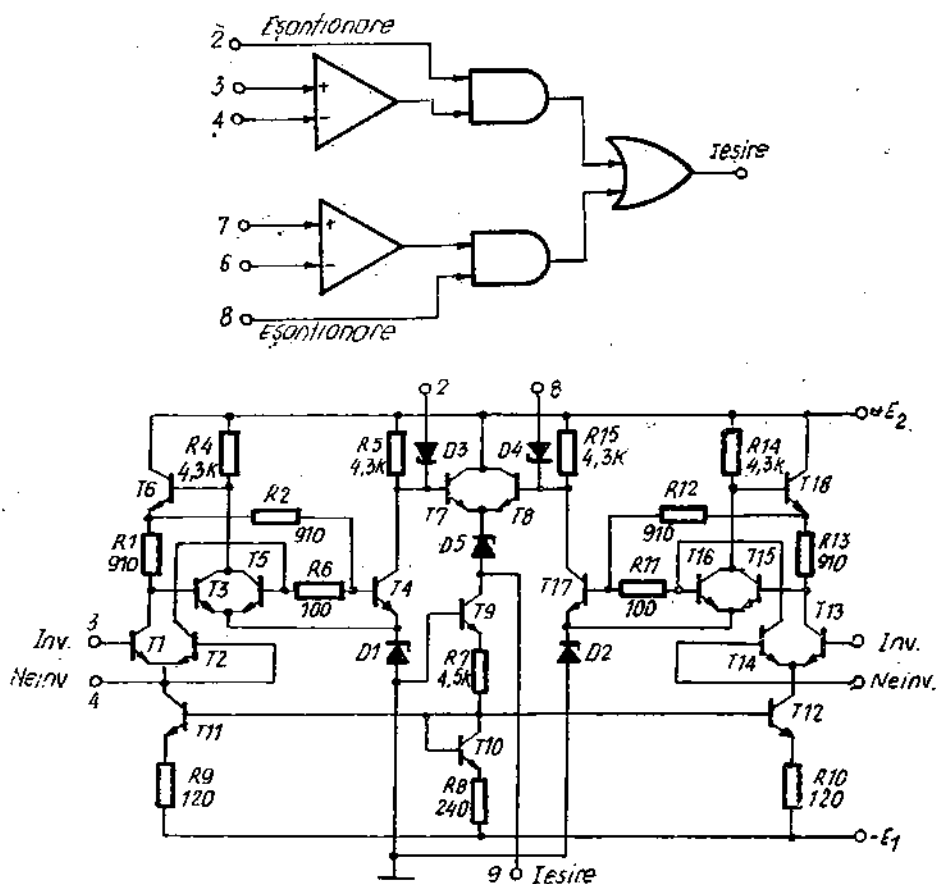 Eşantionare
2
3
+
4
-
Iesire
7
+
6
-
8
Eşantionare
2
8
+E2
R4
4,3K
R5
4,3K
D3
D4
R15
4,3K
R14
4,3K
T6
R2
910
T7
T8
R12
910
T18
R1
910
T5
R6
100
D5
T16
T15
R13
910
T3
T4
T9
T17
R11
100
T13
3
Inv.
T1
T2
D1
R7
4,5K
D2
T14
Inv.
Neinv.
4
Neinv.
T11
T10
T12
R9
120
R8
240
R10
120
-E1
9
Iesire